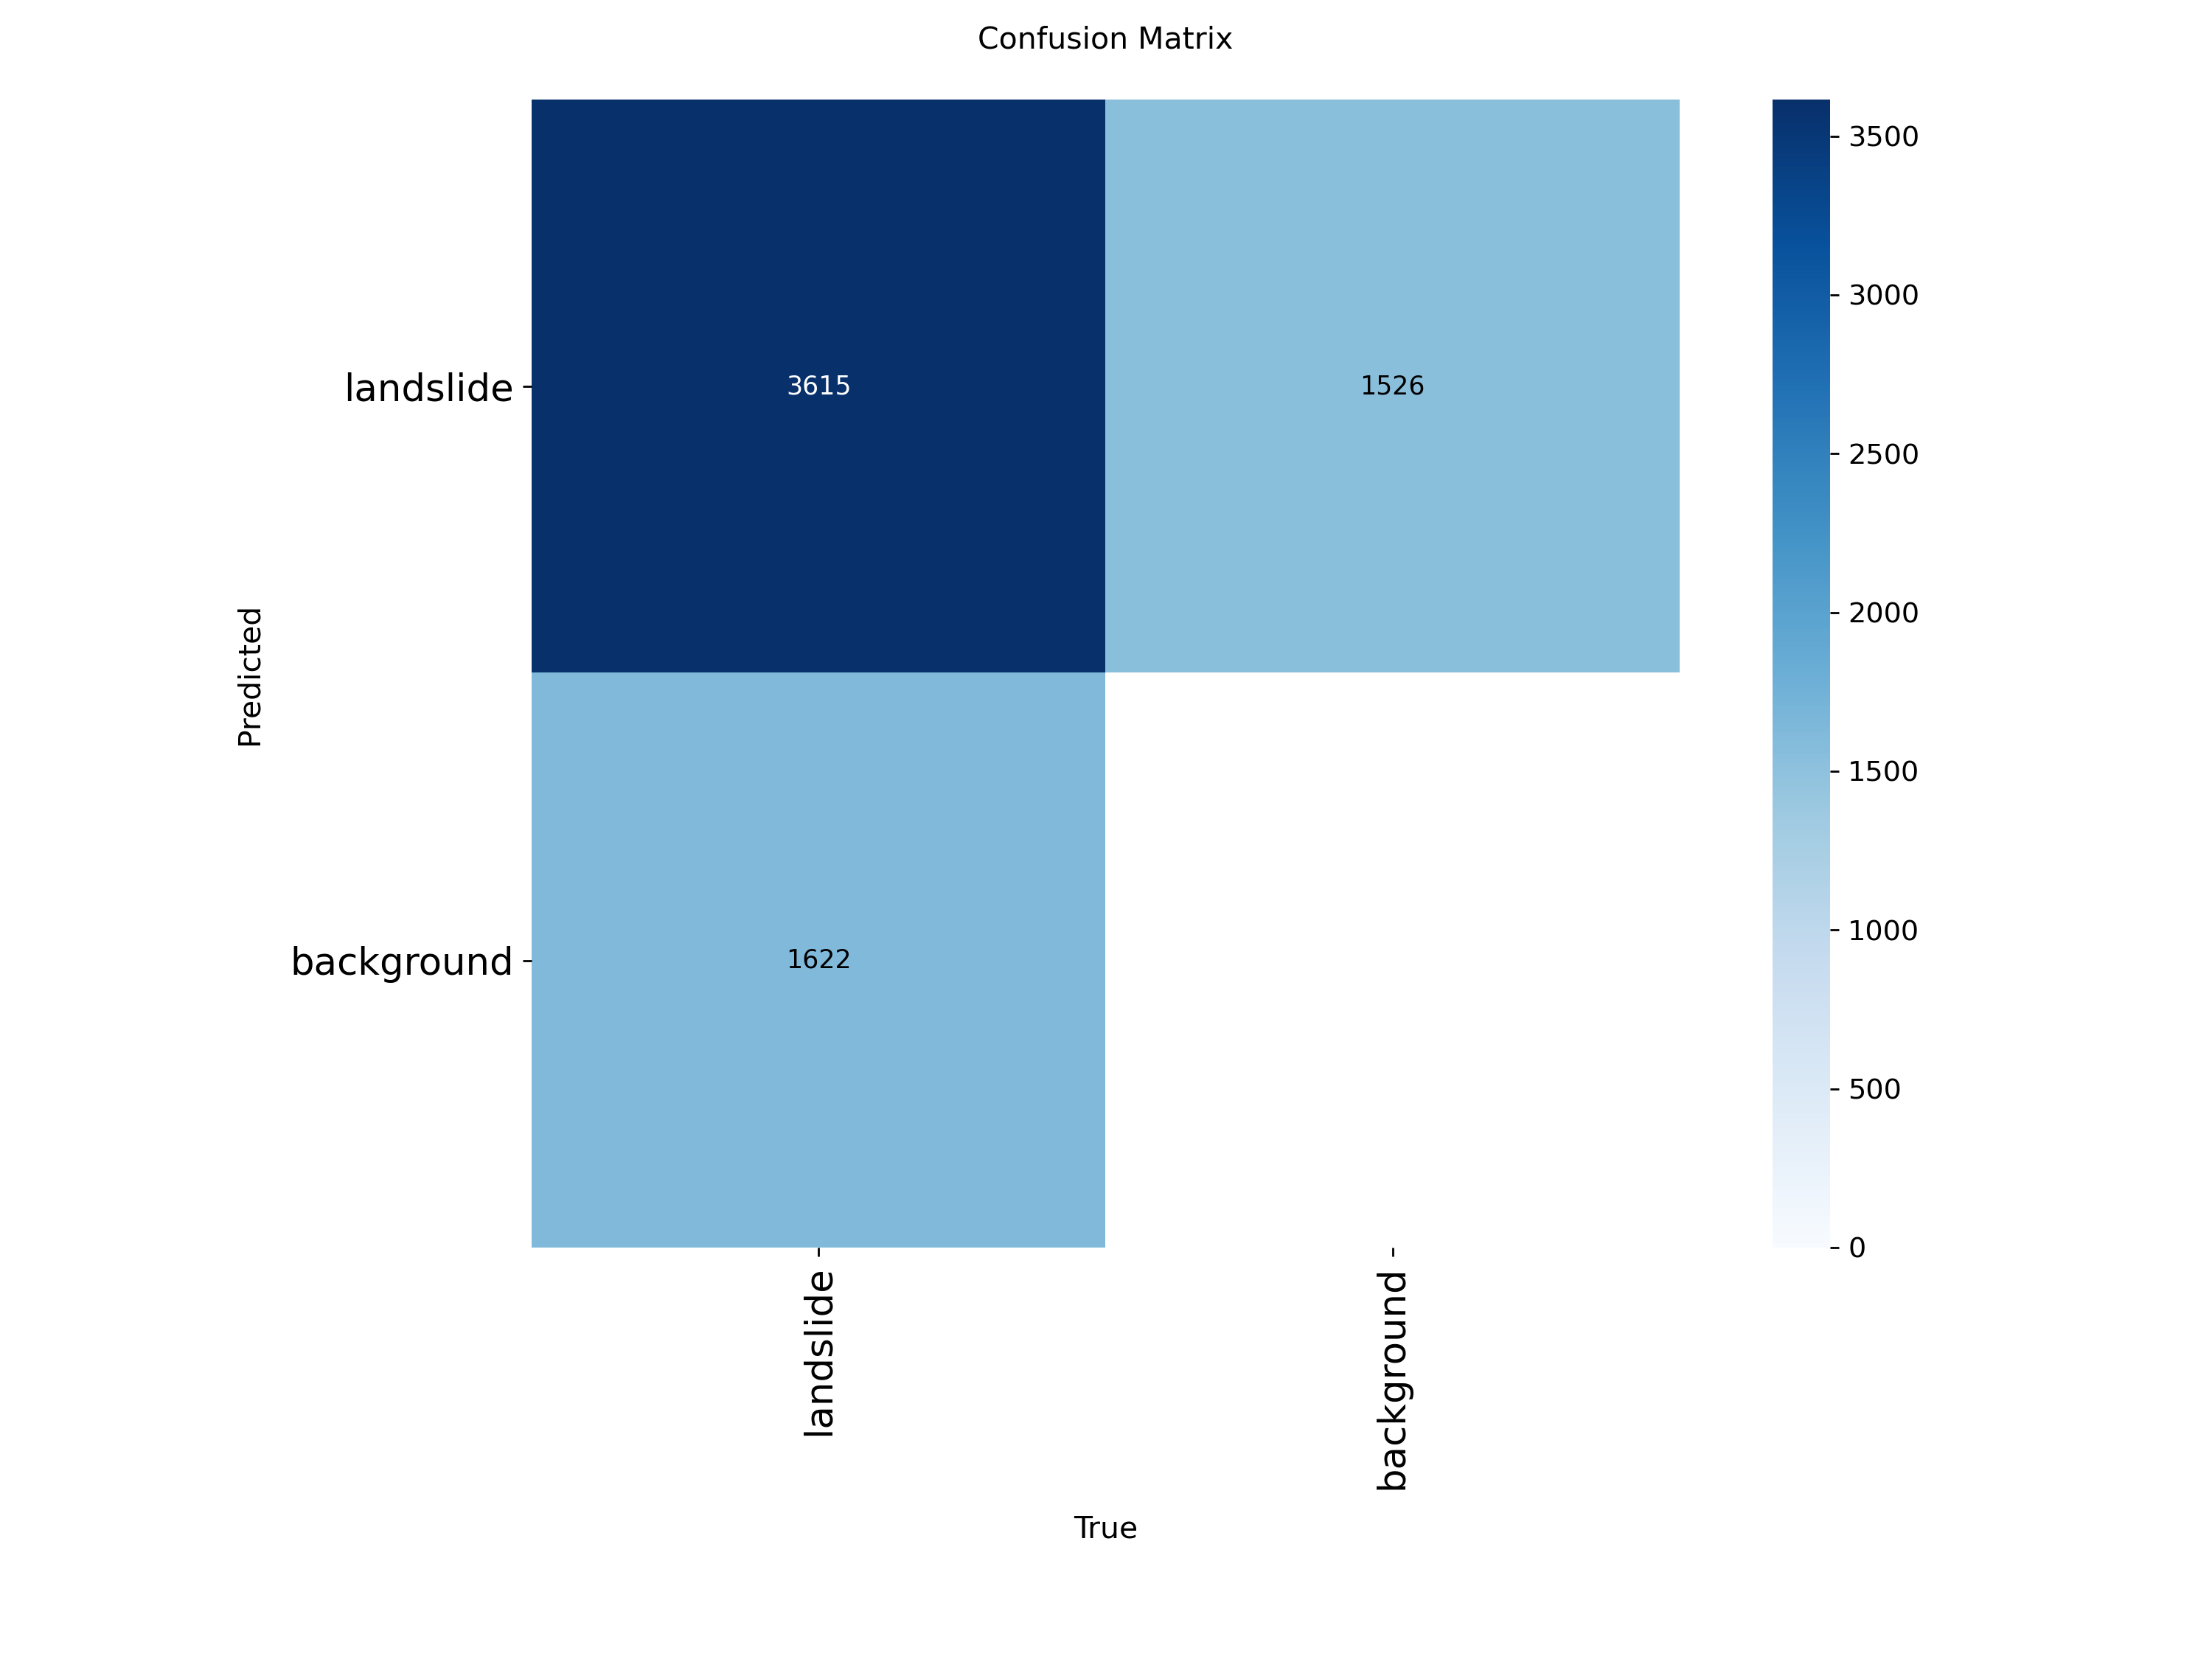 Confusion Matrix
landslide
3615
1526
background
1622
Predicted
landslide
background
True
3500
3000
2500
2000
1500
1000
500
0